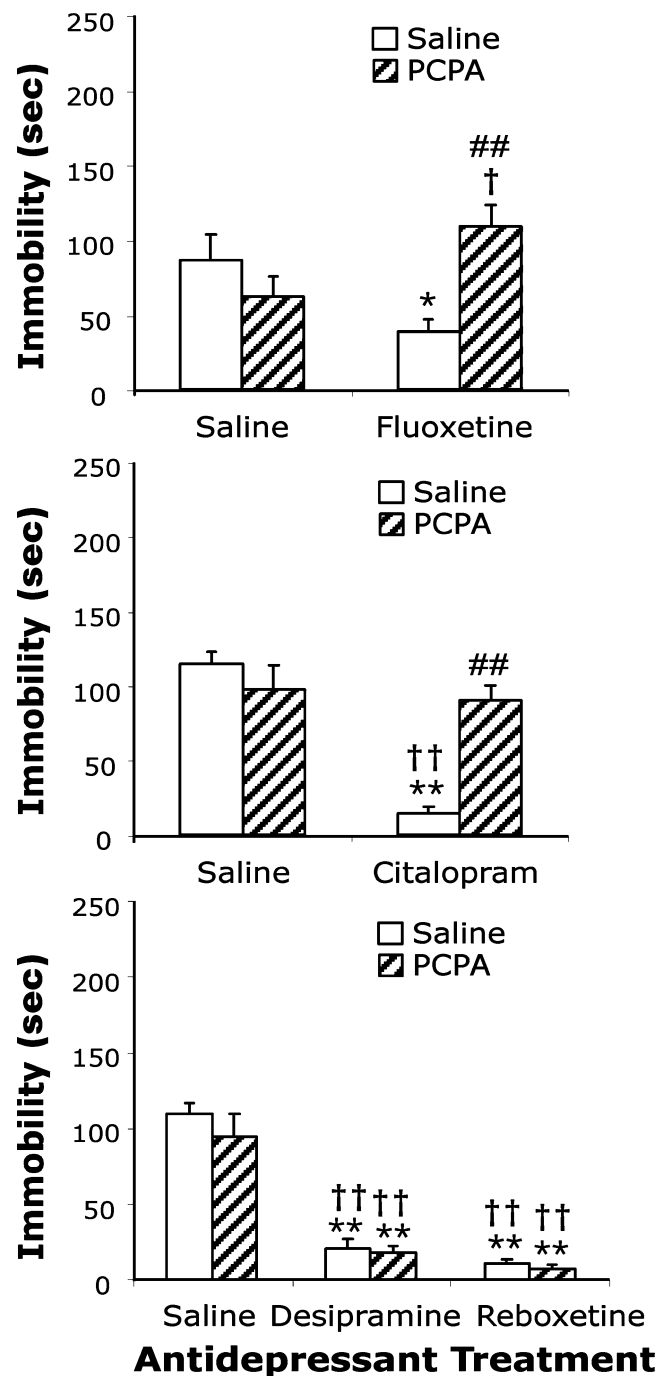 250
200
150
100
50
0
Immobility (sec)
Saline
PCPA
##
†
*
Saline Fluoxetine
250
200
150
100
50
0
Immobility (sec)
Saline
PCPA
##
††
**
Saline Citalopram
250
200
150
100
50
0
Immobility (sec)
Saline
PCPA
†† †† †† ††
** ** ** **
Saline Desipramine Reboxetine
Antidepressant Treatment